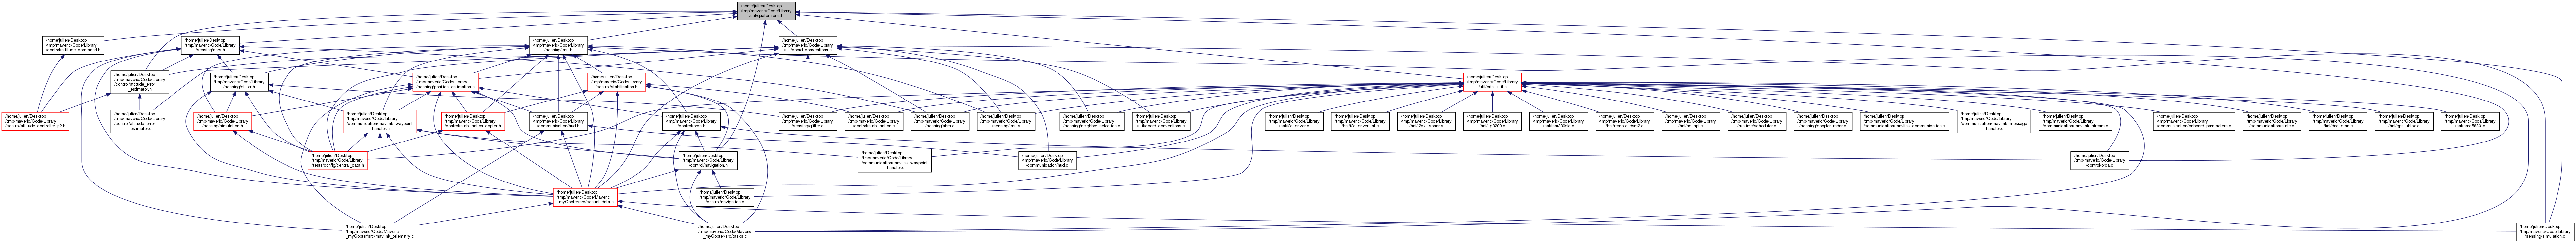 /home/julien/Desktop
/tmp/maveric/Code/Library
/util/quaternions.h
/home/julien/Desktop
/tmp/maveric/Code/Library
/control/attitude_command.h
/home/julien/Desktop
/tmp/maveric/Code/Library
/sensing/ahrs.h
/home/julien/Desktop
/tmp/maveric/Code/Library
/sensing/imu.h
/home/julien/Desktop
/tmp/maveric/Code/Library
/util/coord_conventions.h
/home/julien/Desktop
/tmp/maveric/Code/Library
/control/attitude_error
_estimator.h
/home/julien/Desktop
/tmp/maveric/Code/Library
/sensing/qfilter.h
/home/julien/Desktop
/tmp/maveric/Code/Library
/sensing/position_estimation.h
/home/julien/Desktop
/tmp/maveric/Code/Library
/control/stabilisation.h
/home/julien/Desktop
/tmp/maveric/Code/Library
/util/print_util.h
/home/julien/Desktop
/tmp/maveric/Code/Library
/control/attitude_controller_p2.h
/home/julien/Desktop
/tmp/maveric/Code/Library
/control/attitude_error
_estimator.c
/home/julien/Desktop
/tmp/maveric/Code/Library
/sensing/simulation.h
/home/julien/Desktop
/tmp/maveric/Code/Library
/communication/mavlink_waypoint
_handler.h
/home/julien/Desktop
/tmp/maveric/Code/Library
/control/stabilisation_copter.h
/home/julien/Desktop
/tmp/maveric/Code/Library
/communication/hud.h
/home/julien/Desktop
/tmp/maveric/Code/Library
/control/orca.h
/home/julien/Desktop
/tmp/maveric/Code/Library
/sensing/qfilter.c
/home/julien/Desktop
/tmp/maveric/Code/Library
/control/stabilisation.c
/home/julien/Desktop
/tmp/maveric/Code/Library
/sensing/ahrs.c
/home/julien/Desktop
/tmp/maveric/Code/Library
/sensing/imu.c
/home/julien/Desktop
/tmp/maveric/Code/Library
/sensing/neighbor_selection.c
/home/julien/Desktop
/tmp/maveric/Code/Library
/util/coord_conventions.c
/home/julien/Desktop
/tmp/maveric/Code/Library
/hal/i2c_driver.c
/home/julien/Desktop
/tmp/maveric/Code/Library
/hal/i2c_driver_int.c
/home/julien/Desktop
/tmp/maveric/Code/Library
/hal/i2cxl_sonar.c
/home/julien/Desktop
/tmp/maveric/Code/Library
/hal/itg3200.c
/home/julien/Desktop
/tmp/maveric/Code/Library
/hal/lsm330dlc.c
/home/julien/Desktop
/tmp/maveric/Code/Library
/hal/remote_dsm2.c
/home/julien/Desktop
/tmp/maveric/Code/Library
/hal/sd_spi.c
/home/julien/Desktop
/tmp/maveric/Code/Library
/runtime/scheduler.c
/home/julien/Desktop
/tmp/maveric/Code/Library
/sensing/doppler_radar.c
/home/julien/Desktop
/tmp/maveric/Code/Library
/communication/mavlink_communication.c
/home/julien/Desktop
/tmp/maveric/Code/Library
/communication/mavlink_message
_handler.c
/home/julien/Desktop
/tmp/maveric/Code/Library
/communication/mavlink_stream.c
/home/julien/Desktop
/tmp/maveric/Code/Library
/communication/onboard_parameters.c
/home/julien/Desktop
/tmp/maveric/Code/Library
/communication/state.c
/home/julien/Desktop
/tmp/maveric/Code/Library
/hal/dac_dma.c
/home/julien/Desktop
/tmp/maveric/Code/Library
/hal/gps_ublox.c
/home/julien/Desktop
/tmp/maveric/Code/Library
/hal/hmc5883l.c
/home/julien/Desktop
/tmp/maveric/Code/Library
/tests/config/central_data.h
/home/julien/Desktop
/tmp/maveric/Code/Library
/control/navigation.h
/home/julien/Desktop
/tmp/maveric/Code/Library
/communication/mavlink_waypoint
_handler.c
/home/julien/Desktop
/tmp/maveric/Code/Library
/communication/hud.c
/home/julien/Desktop
/tmp/maveric/Code/Library
/control/orca.c
/home/julien/Desktop
/tmp/maveric/Code/Maveric
_myCopter/src/central_data.h
/home/julien/Desktop
/tmp/maveric/Code/Library
/control/navigation.c
/home/julien/Desktop
/tmp/maveric/Code/Maveric
_myCopter/src/mavlink_telemetry.c
/home/julien/Desktop
/tmp/maveric/Code/Maveric
_myCopter/src/tasks.c
/home/julien/Desktop
/tmp/maveric/Code/Library
/sensing/simulation.c